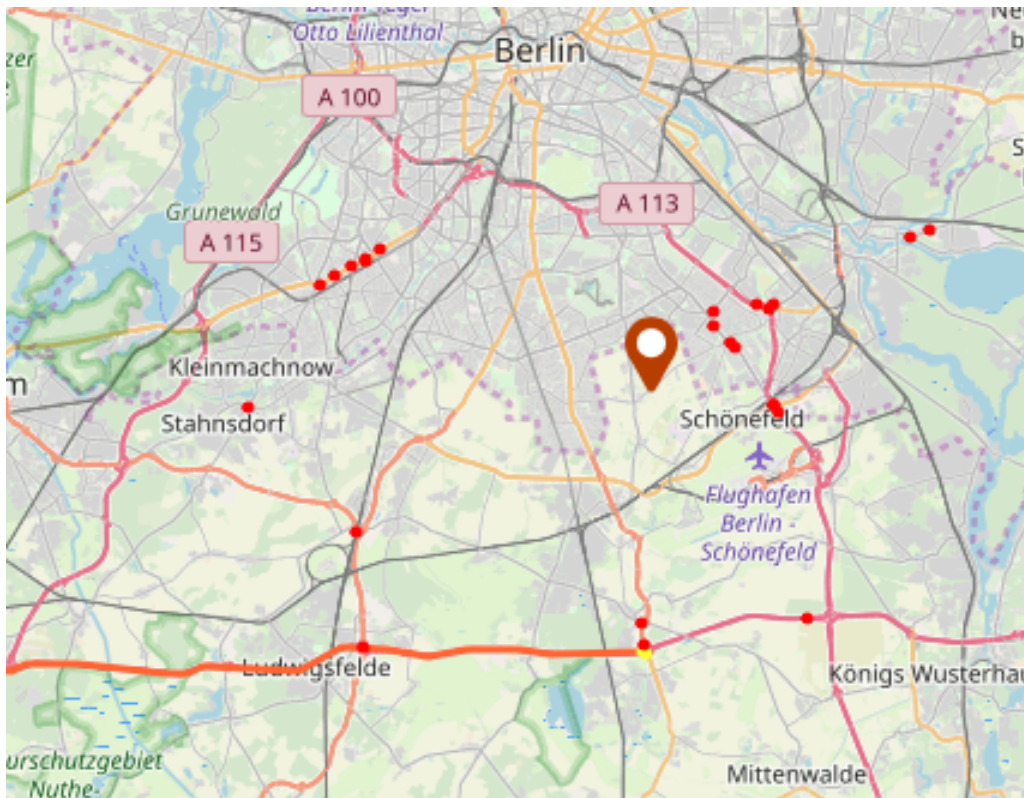 Berlin-Tegel
Otto Lilienthal
Berlin
A 100
Grunewald
A 113
A 115
Kleinmachnow
Stahnsdorf
Schönefeld
Flughafen
Berlin -
Schönefeld
Ludwigsfelde
Königs Wusterhau
urschutzgebiet
Nuthe-
Mittenwalde